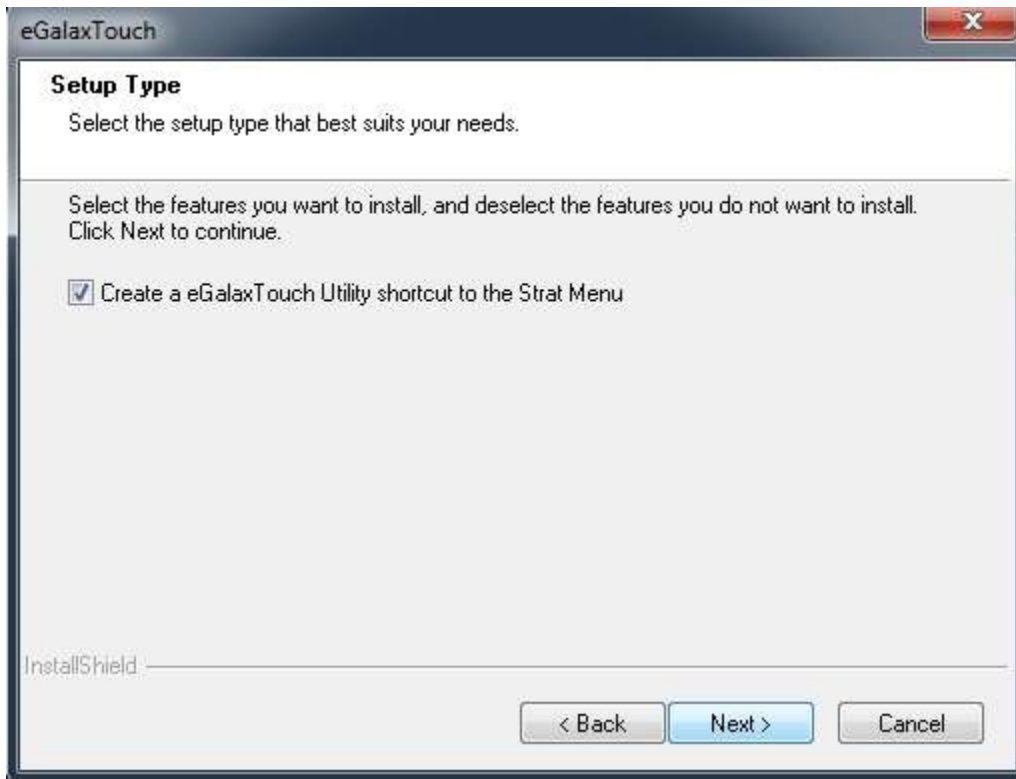 eGalaxTouch
Setup Type
Select the setup type that best suits your needs.
Select the features you want to install, and deselect the features you do not want to install.
Click Next to continue.
Create a eGalaxTouch Utility shortcut to the Strat Menu
InstallShield
< Back
Next >
Cancel